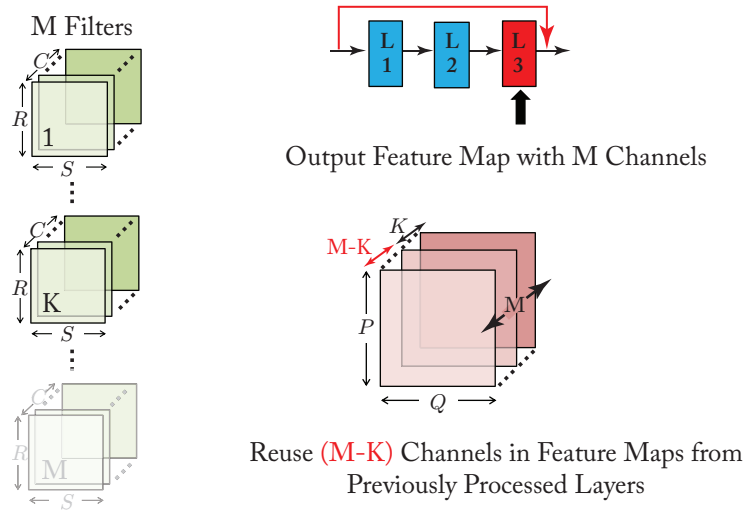 M Filters
C
R
1
S
C
R
K
S
C
R
M
S
L
1
L
2
L
3
Output Feature Map with M Channels
K
M-K
P
M
Q
Reuse (M-K) Channels in Feature Maps from
Previously Processed Layers